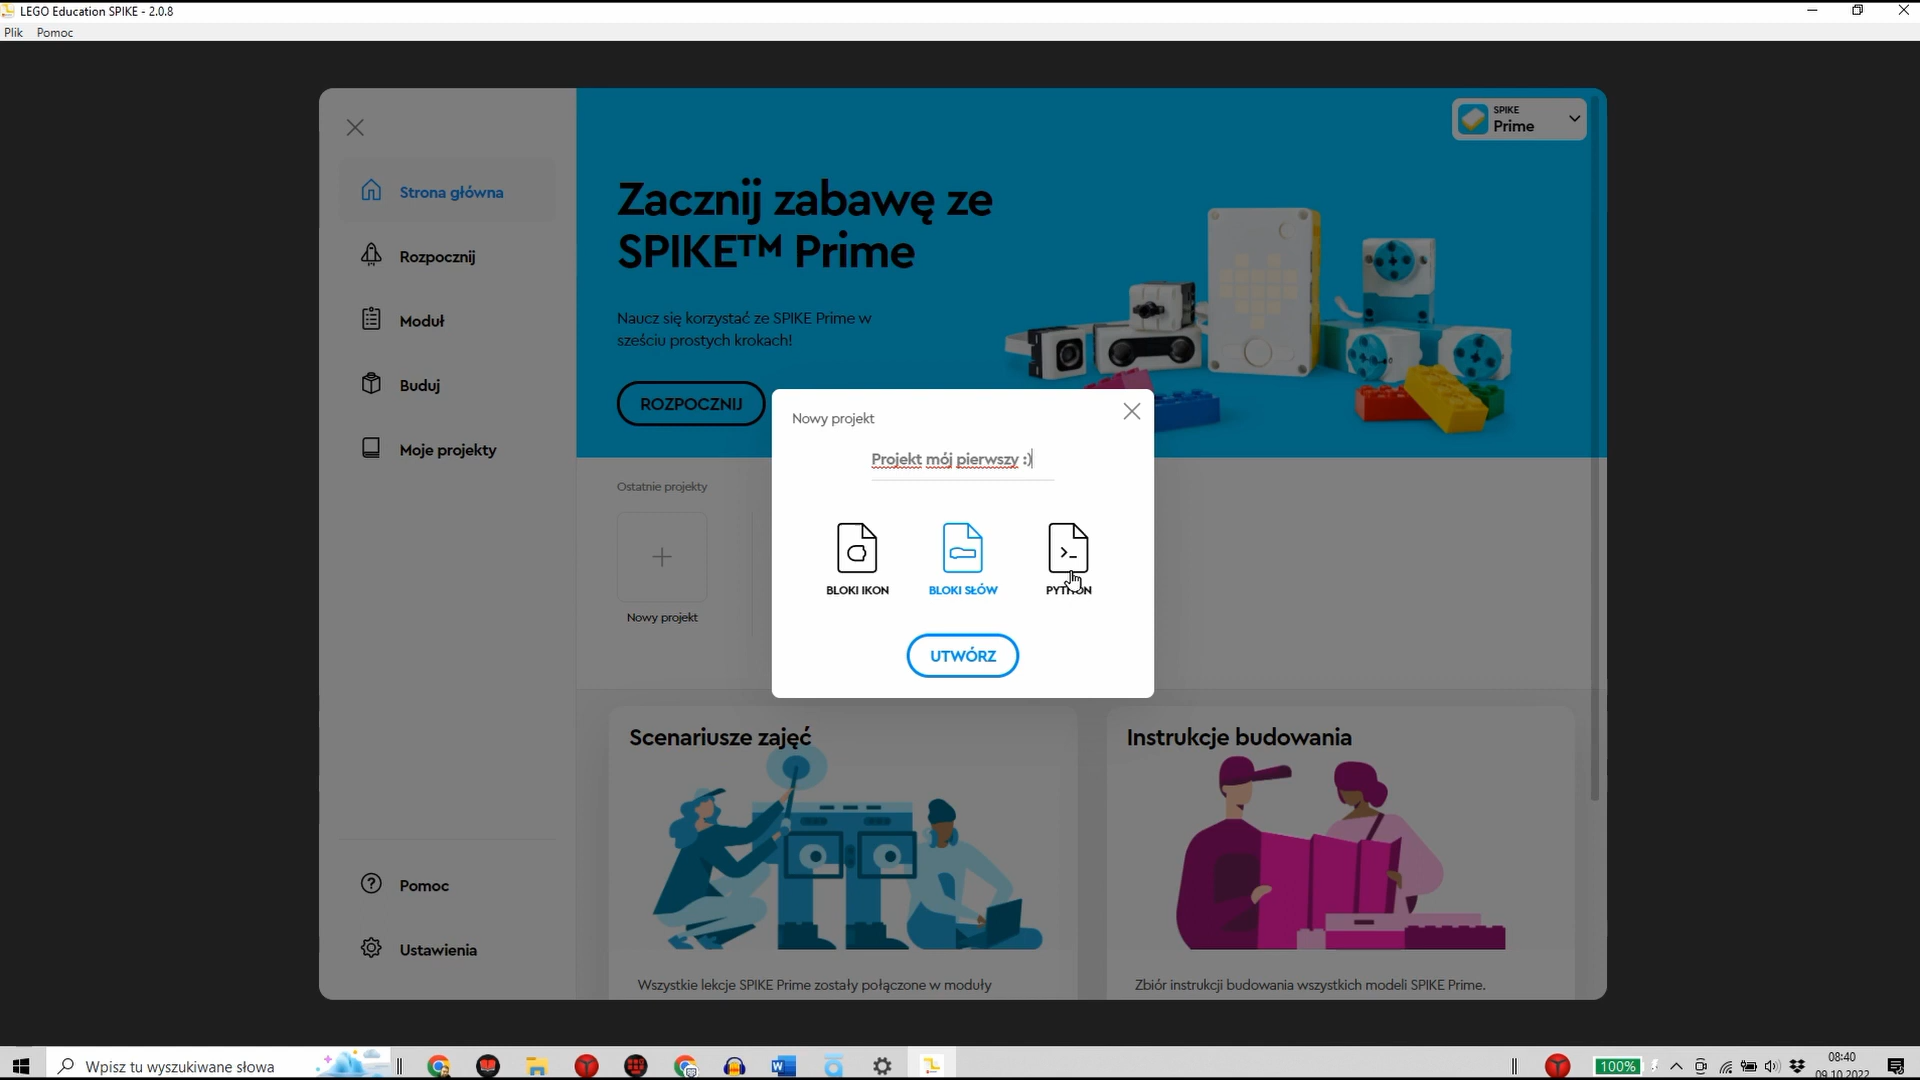 LEGO Education SPIKE - 2.0.8
Plik Pomoc
SPIKE
Prime
Strona główna
Rozpocznij
Moduł
Buduj
Moje projekty
Pomoc
Ustawienia
Zacznij zabawę ze
SPIKE™ Prime
Naucz się korzystać ze SPIKE Prime w
sześciu prostych krokach!
ROZPOCZNIJ
Nowy projekt
Projekt mój pierwszy :)
BLOKI IKON
BLOKI SŁÓW
PYTHON
UTWÓRZ
Ostatnie projekty
Nowy projekt
Scenariusze zajęć
Wszystkie lekcje SPIKE Prime zostały połączone w moduły
Instrukcje budowania
Zbiór instrukcji budowania wszystkich modeli SPIKE Prime.
Wpisz tu wyszukiwane słowa
100%
08:40
09.10.2022